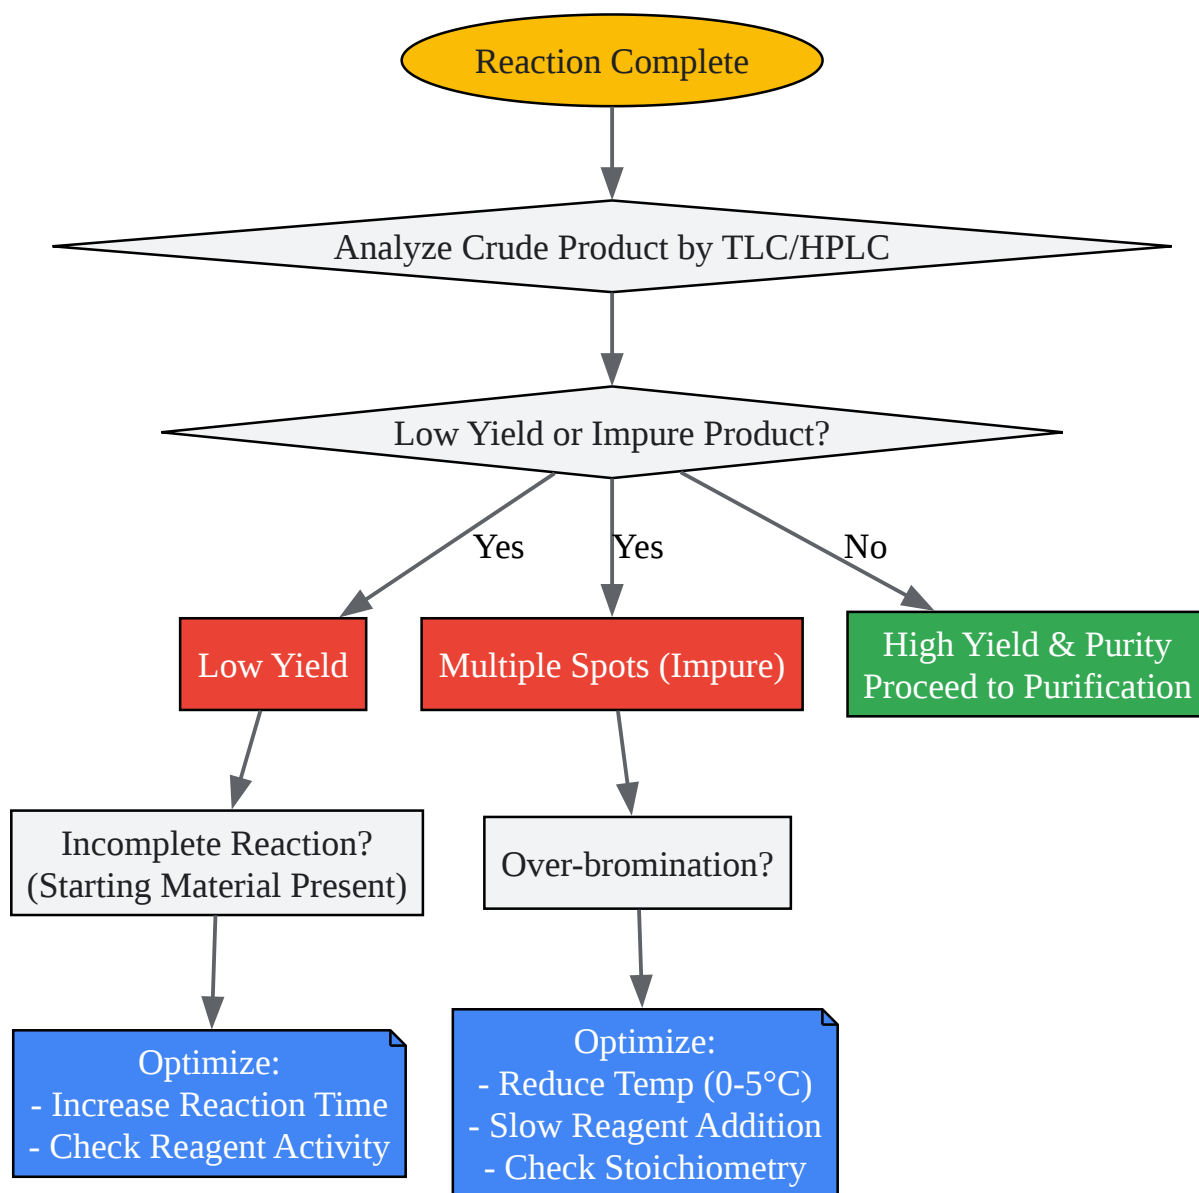 Reaction Complete
Analyze Crude Product by TLC/HPLC
Low Yield or Impure Product?
Yes
Yes
No
Low Yield
Multiple Spots (Impure)
High Yield & Purity
Proceed to Purification
Incomplete Reaction?
(Starting Material Present)
Over-bromination?
Optimize:
- Increase Reaction Time
- Check Reagent Activity
Optimize:
- Reduce Temp (0-5°C)
- Slow Reagent Addition
- Check Stoichiometry